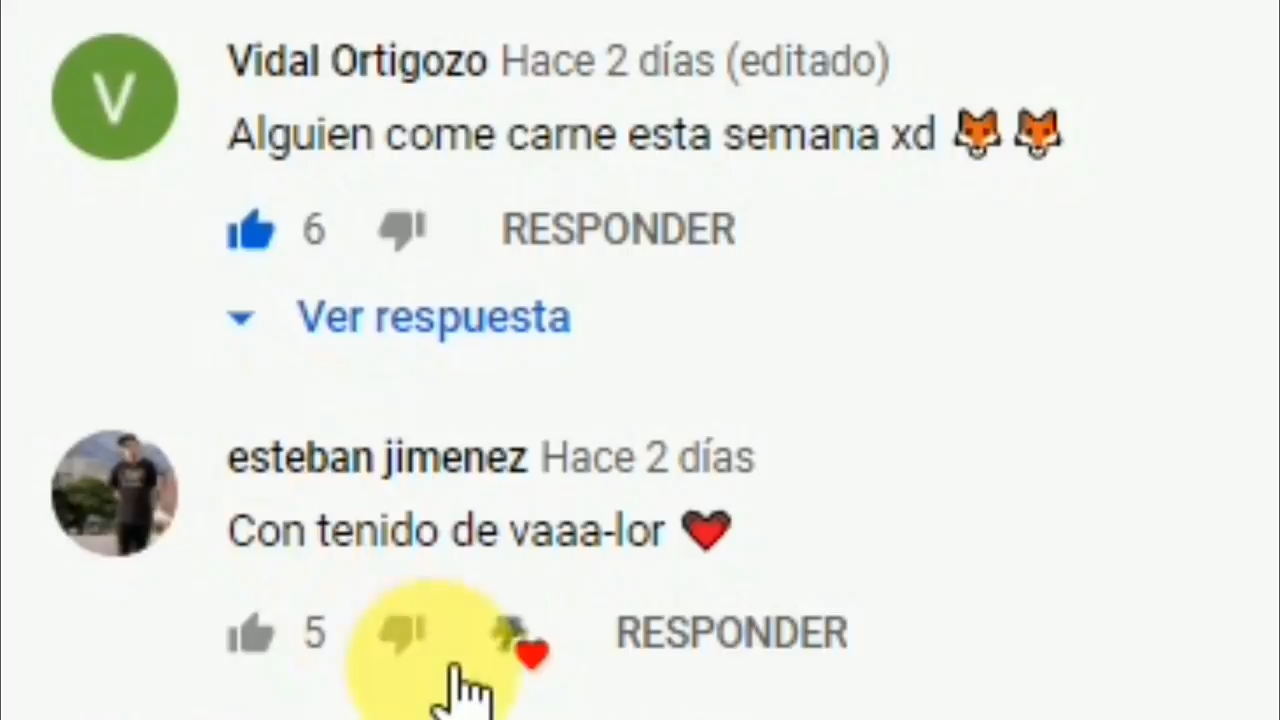 V
Vidal Ortigozo Hace 2 días (editado)
Alguien come carne esta semana xd 🦊🦊
6 RESPONDER
Ver respuesta
esteban jimenez Hace 2 días
Con tenido de vaaa-lor ❤️
5 RESPONDER